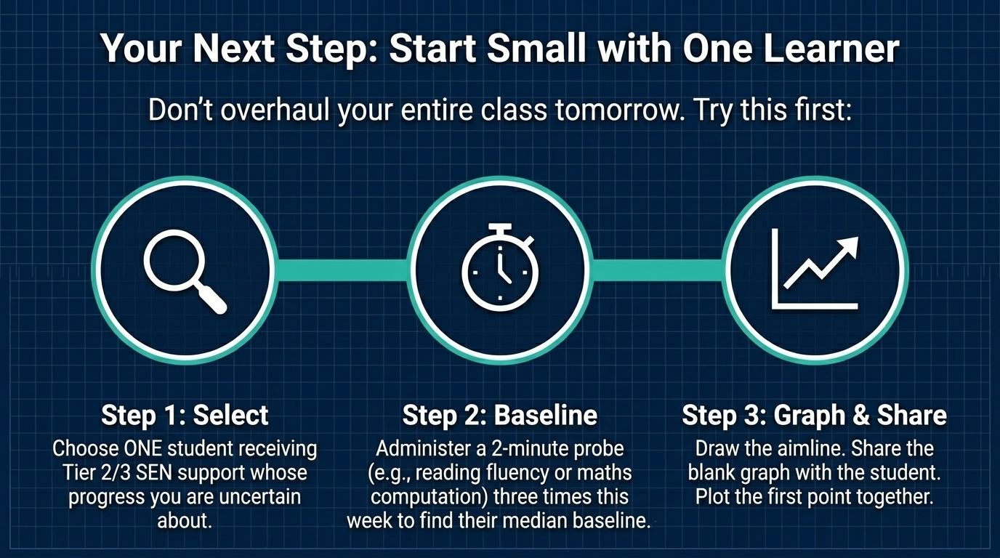 Your Next Step: Start Small with One Learner
Don’t overhaul your entire class tomorrow. Try this first:
Step 1: Select
Choose ONE student receiving
Tier 2/3 SEN support whose
progress you are uncertain
about.
Step 2: Baseline
Administer a 2-minute probe
(e.g., reading fluency or maths
computation) three times this
week to find their median baseline.
Step 3: Graph & Share
Draw the aimline. Share the
blank graph with the student.
Plot the first point together.